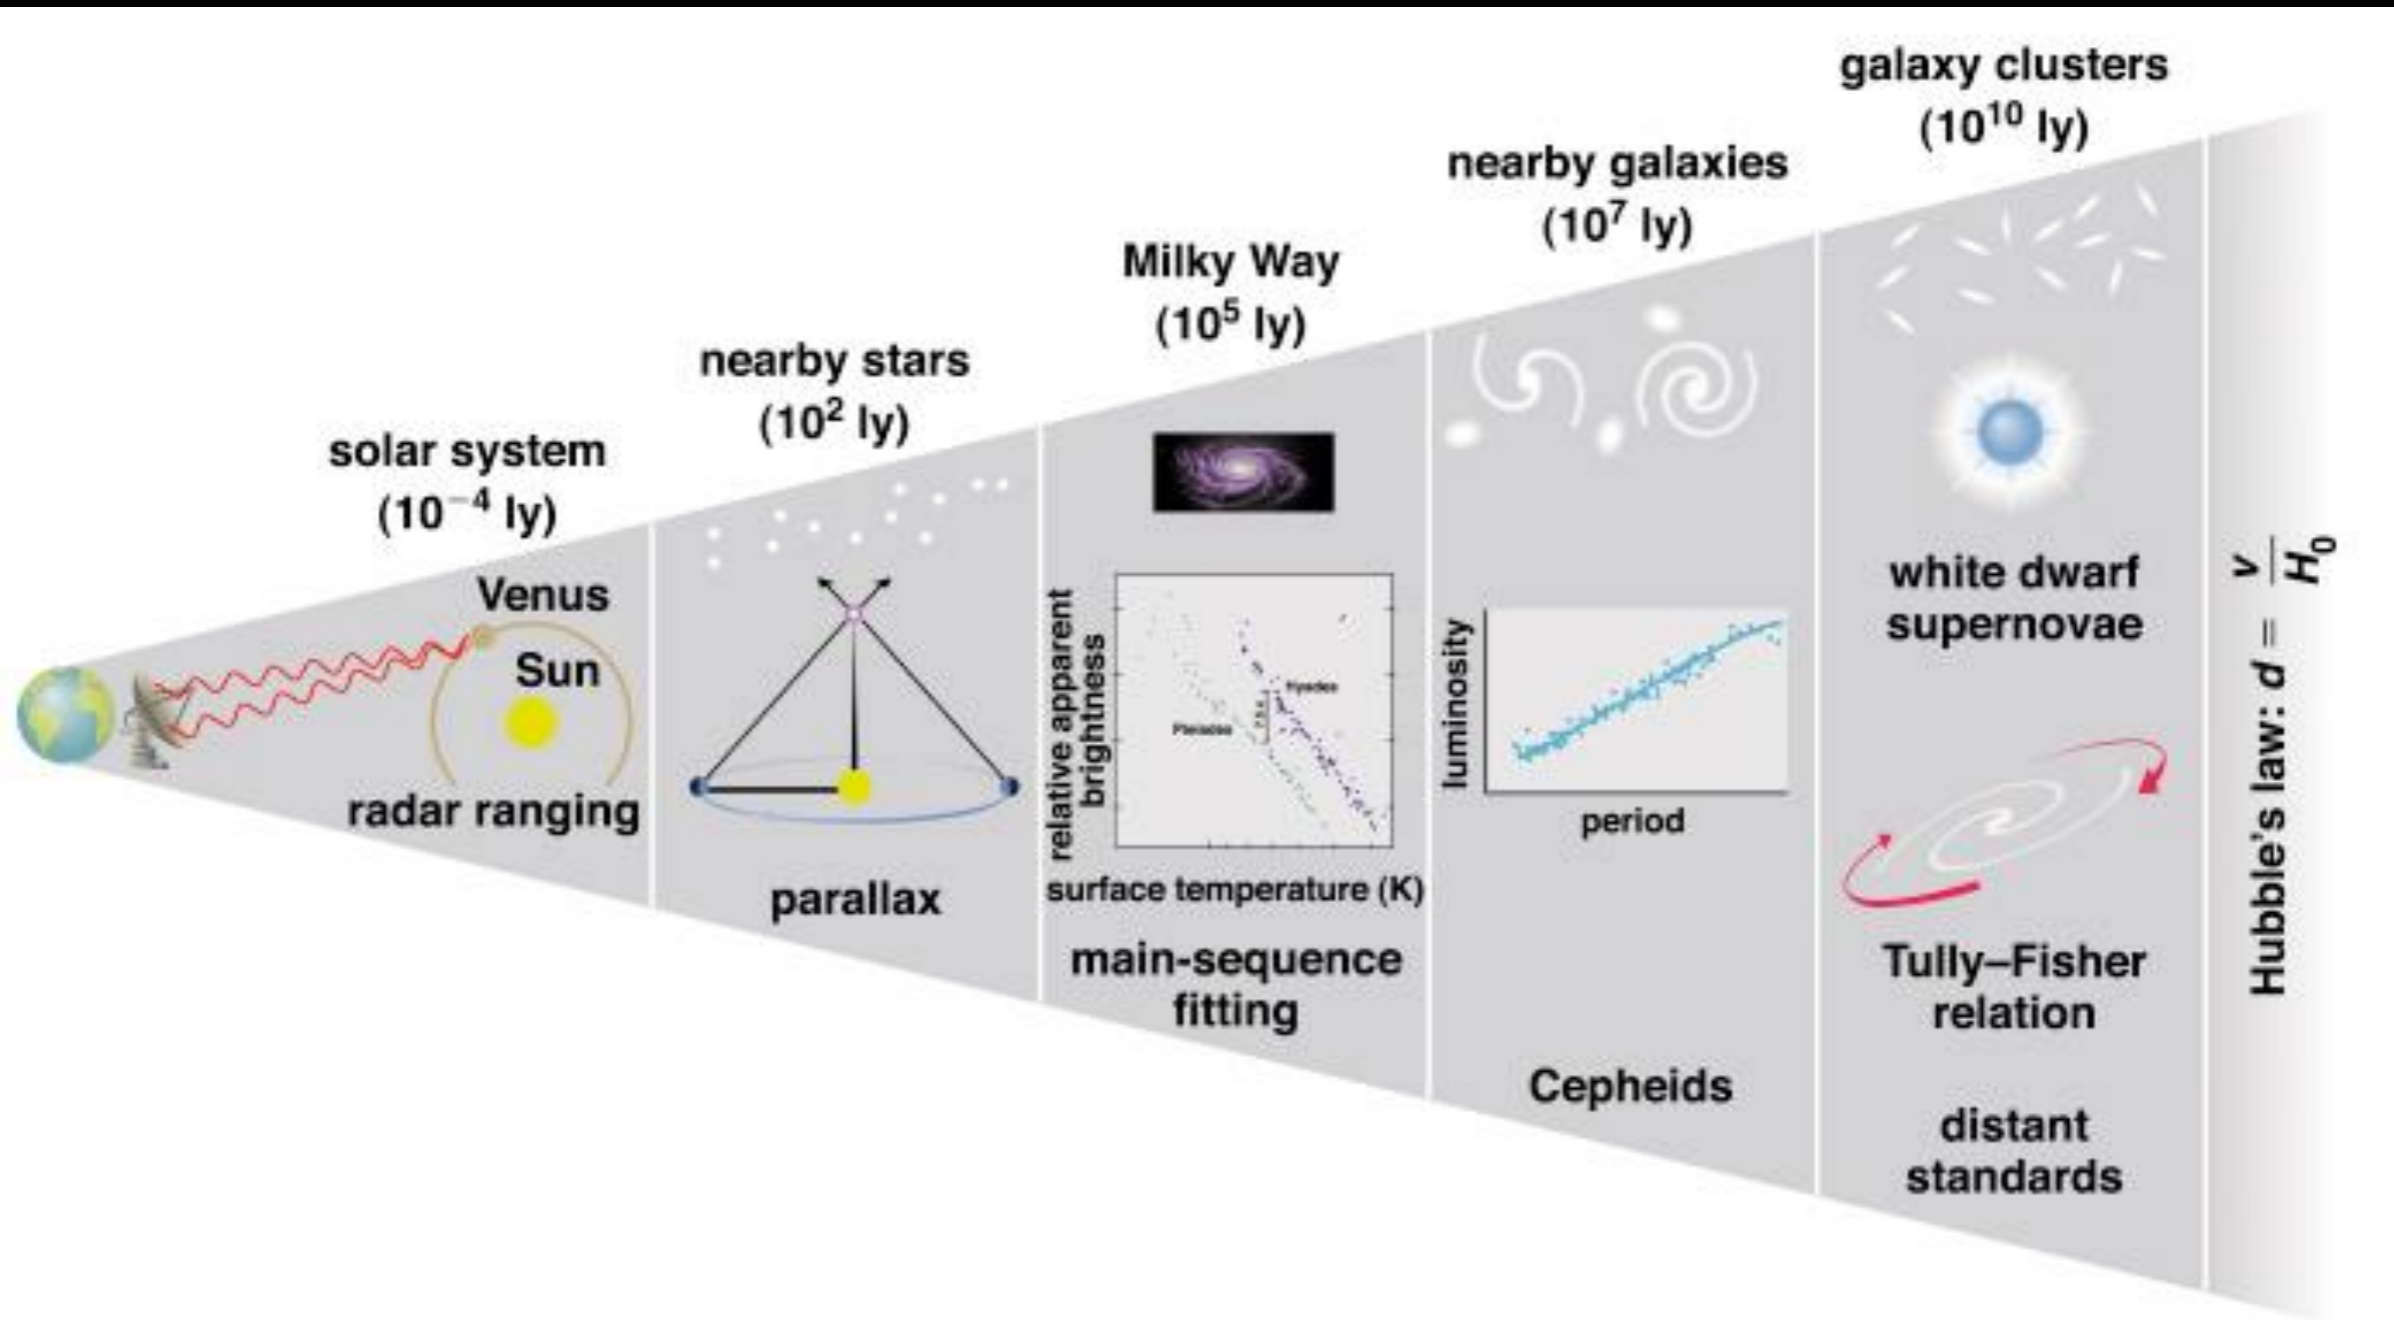 solar system
(10⁻⁴ ly)
Venus
Sun
radar ranging
nearby stars
(10² ly)
parallax
Milky Way
(10⁵ ly)
relative apparent
brightness
Hyades
Pleiades
surface temperature (K)
main-sequence
fitting
nearby galaxies
(10⁷ ly)
luminosity
period
Cepheids
galaxy clusters
(10¹⁰ ly)
white dwarf
supernovae
Tully–Fisher
relation
distant
standards
Hubble's law: d = v/H₀